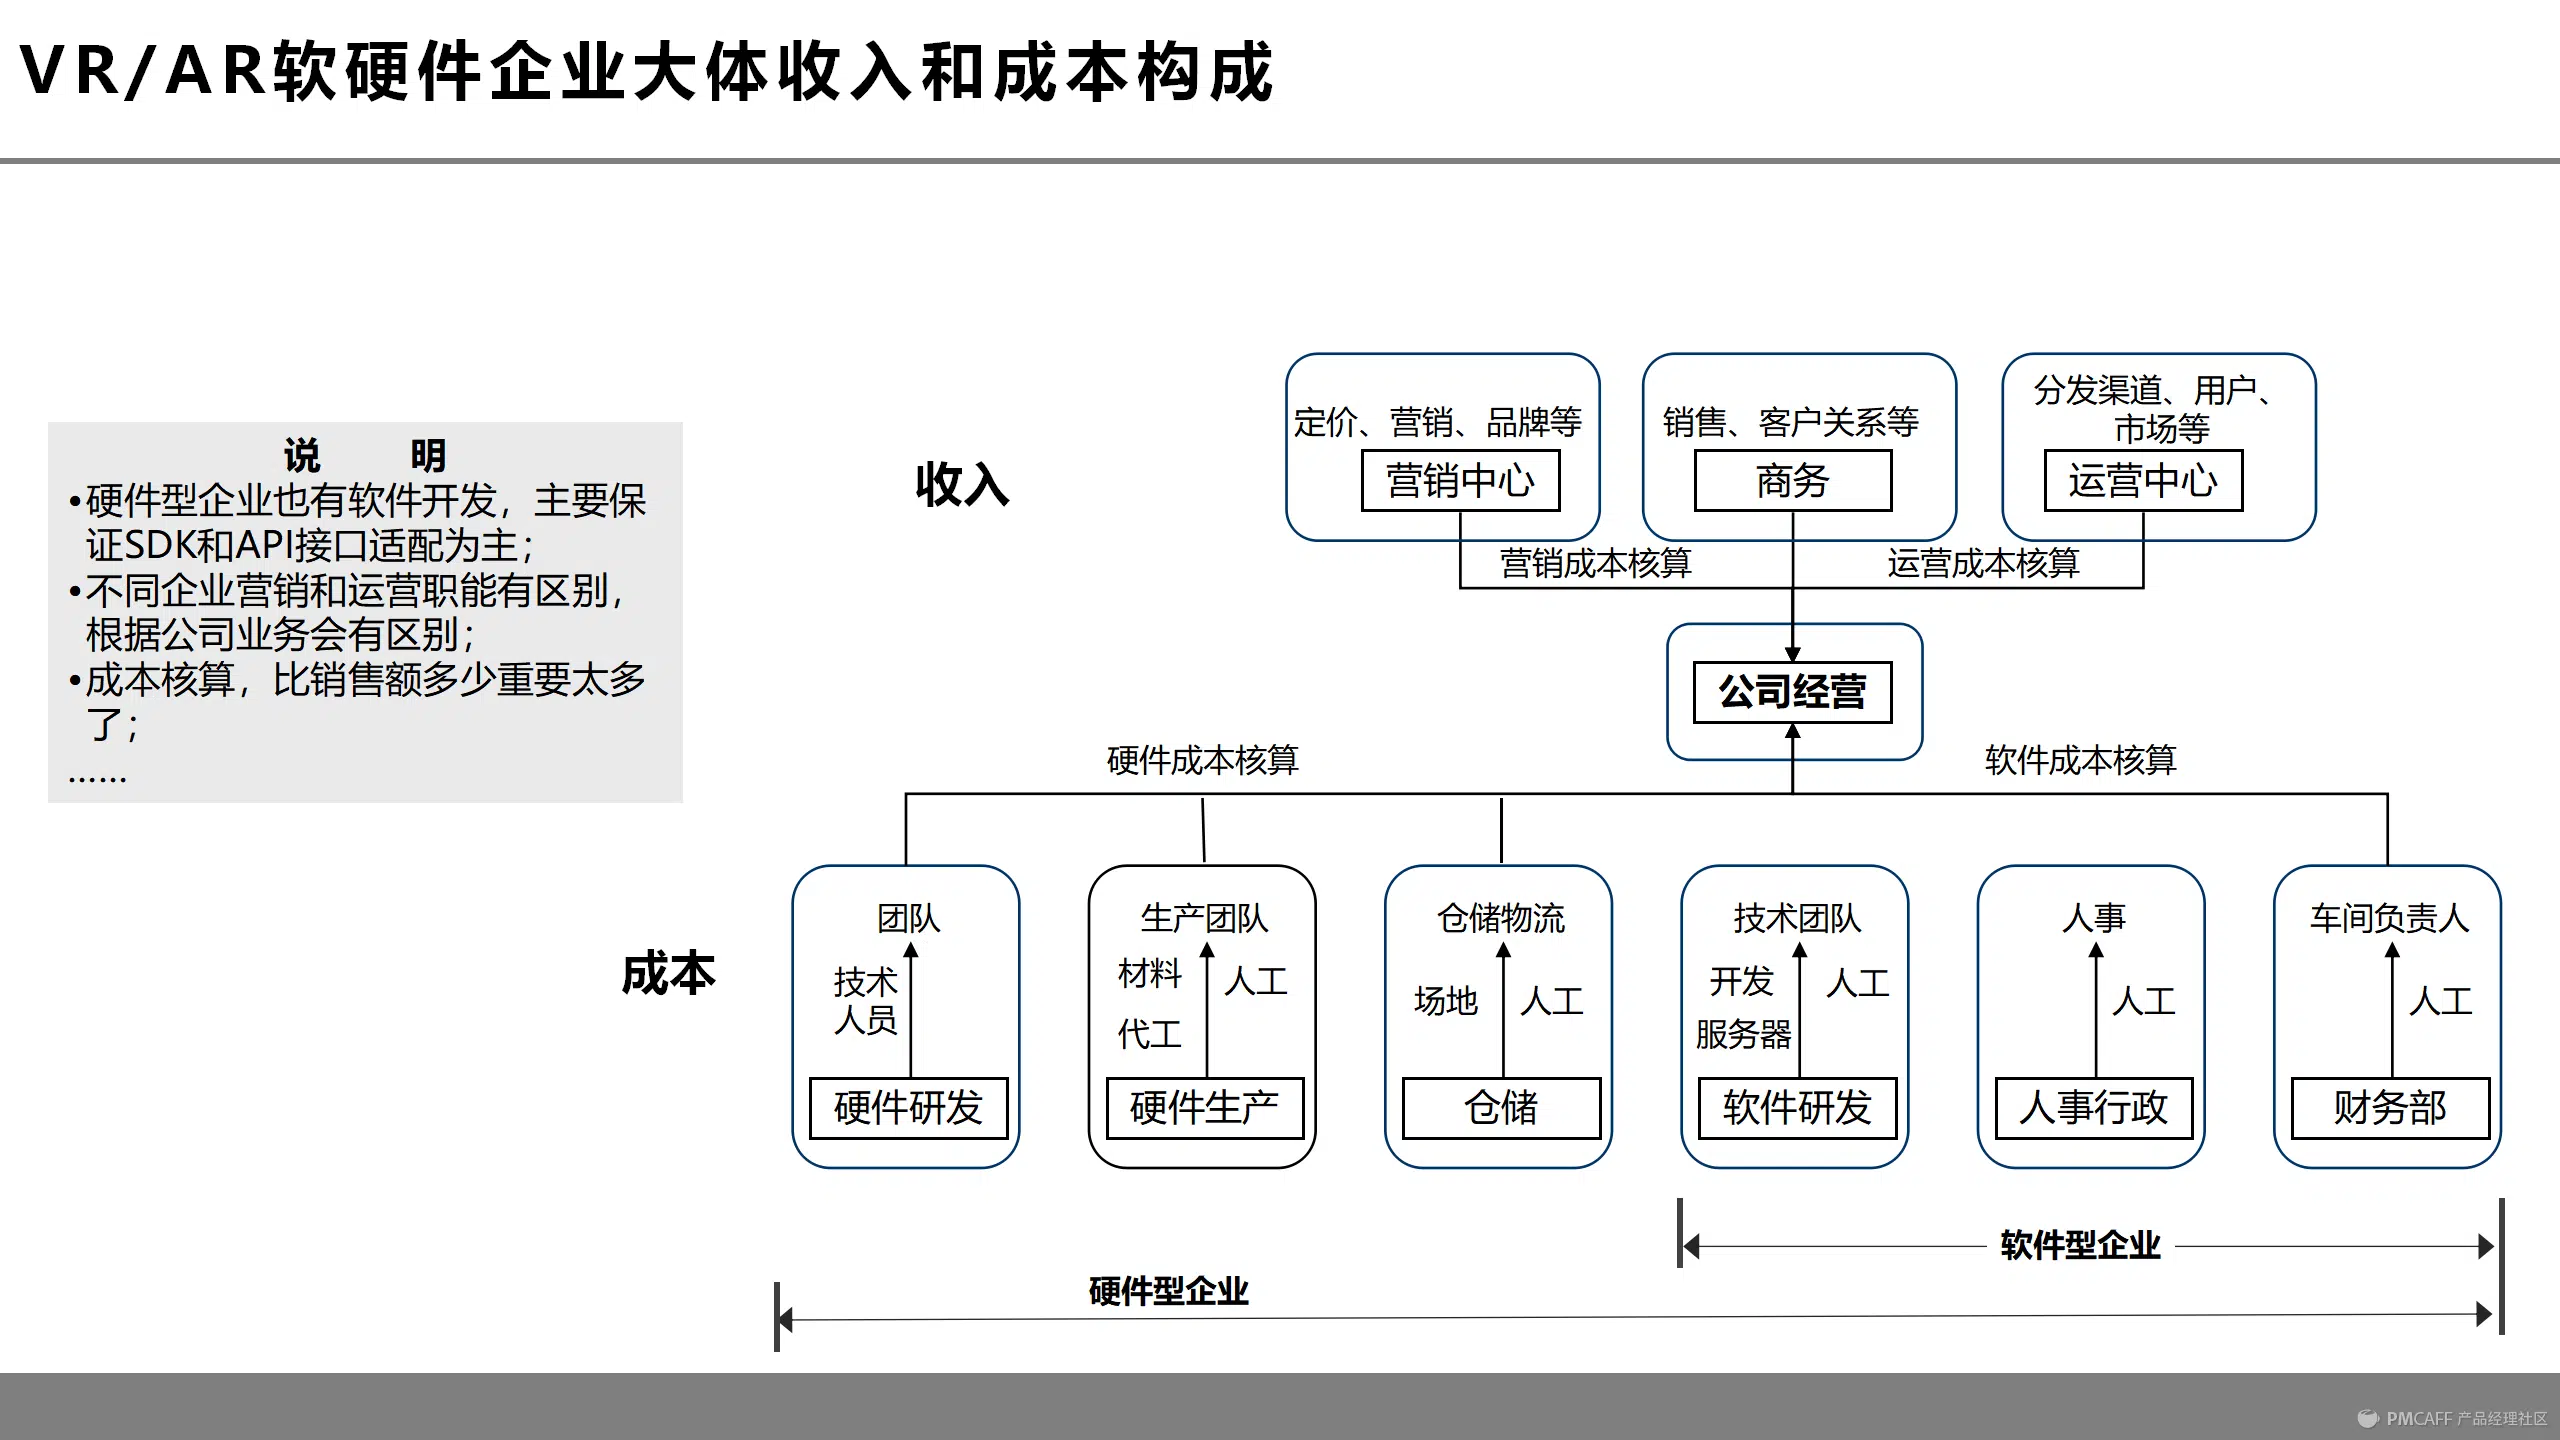 VR/AR软硬件企业大体收入和成本构成
说 明
•硬件型企业也有软件开发，主要保
证SDK和API接口适配为主；
•不同企业营销和运营职能有区别，
根据公司业务会有区别；
•成本核算，比销售额多少重要太多
了；
……
收入
定价、营销、品牌等
营销中心
销售、客户关系等
商务
分发渠道、用户、
市场等
运营中心
营销成本核算
运营成本核算
公司经营
硬件成本核算
软件成本核算
成本
团队
技术
人员
硬件研发
生产团队
材料
人工
代工
硬件生产
仓储物流
场地
人工
仓储
技术团队
开发
人工
服务器
软件研发
人事
人工
人事行政
车间负责人
人工
财务部
软件型企业
硬件型企业
PMCAFF 产品经理社区